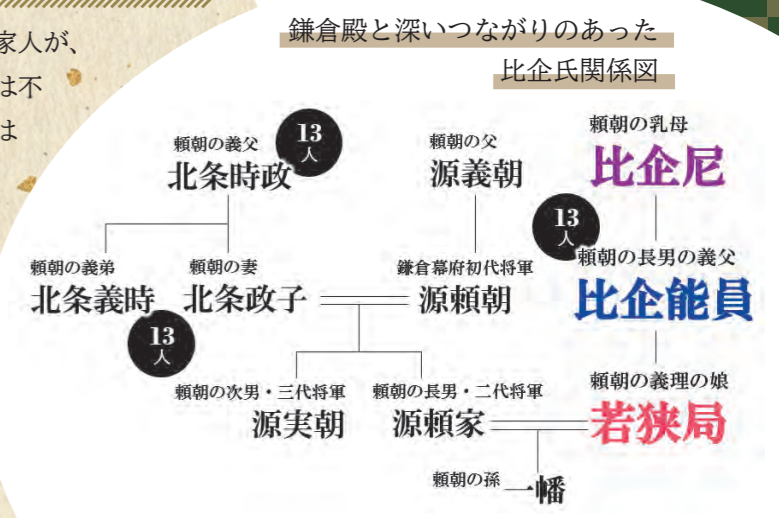 家人が、
は不
は
鎌倉殿と深いつながりのあった
比企氏関係図
頼朝の義父
北条時政
13
人
頼朝の父
源義朝
頼朝の乳母
比企尼
13
人
頼朝の義弟
北条義時
13
人
頼朝の妻
北条政子
鎌倉幕府初代将軍
源頼朝
頼朝の長男の義父
比企能員
頼朝の次男・三代将軍
源実朝
頼朝の長男・二代将軍
源頼家
頼朝の義理の娘
若狭局
頼朝の孫
一幡